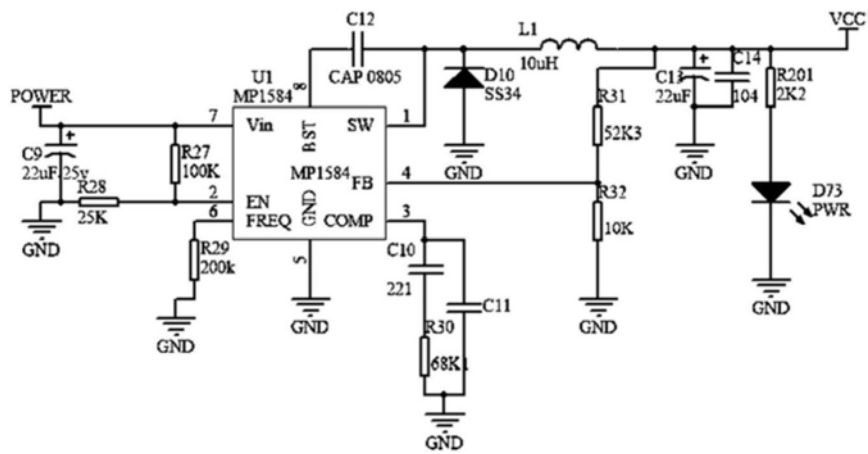 VCC
C12
L1
U1
MP1584
8
CAP 0805
10uH
D10
SS34
C13
22uF
C14
104
R201
2K2
POWER
7
Vin
BST
SW
1
R31
52K3
C9
22uF.25v
R27
100K
MP1584
FB
4
GND
GND
R28
25K
2
EN
6
FREQ
GND
COMP
3
R32
10K
D73
PWR
GND
R29
200k
5
C10
221
C11
GND
GND
GND
GND
R30
68K1
GND